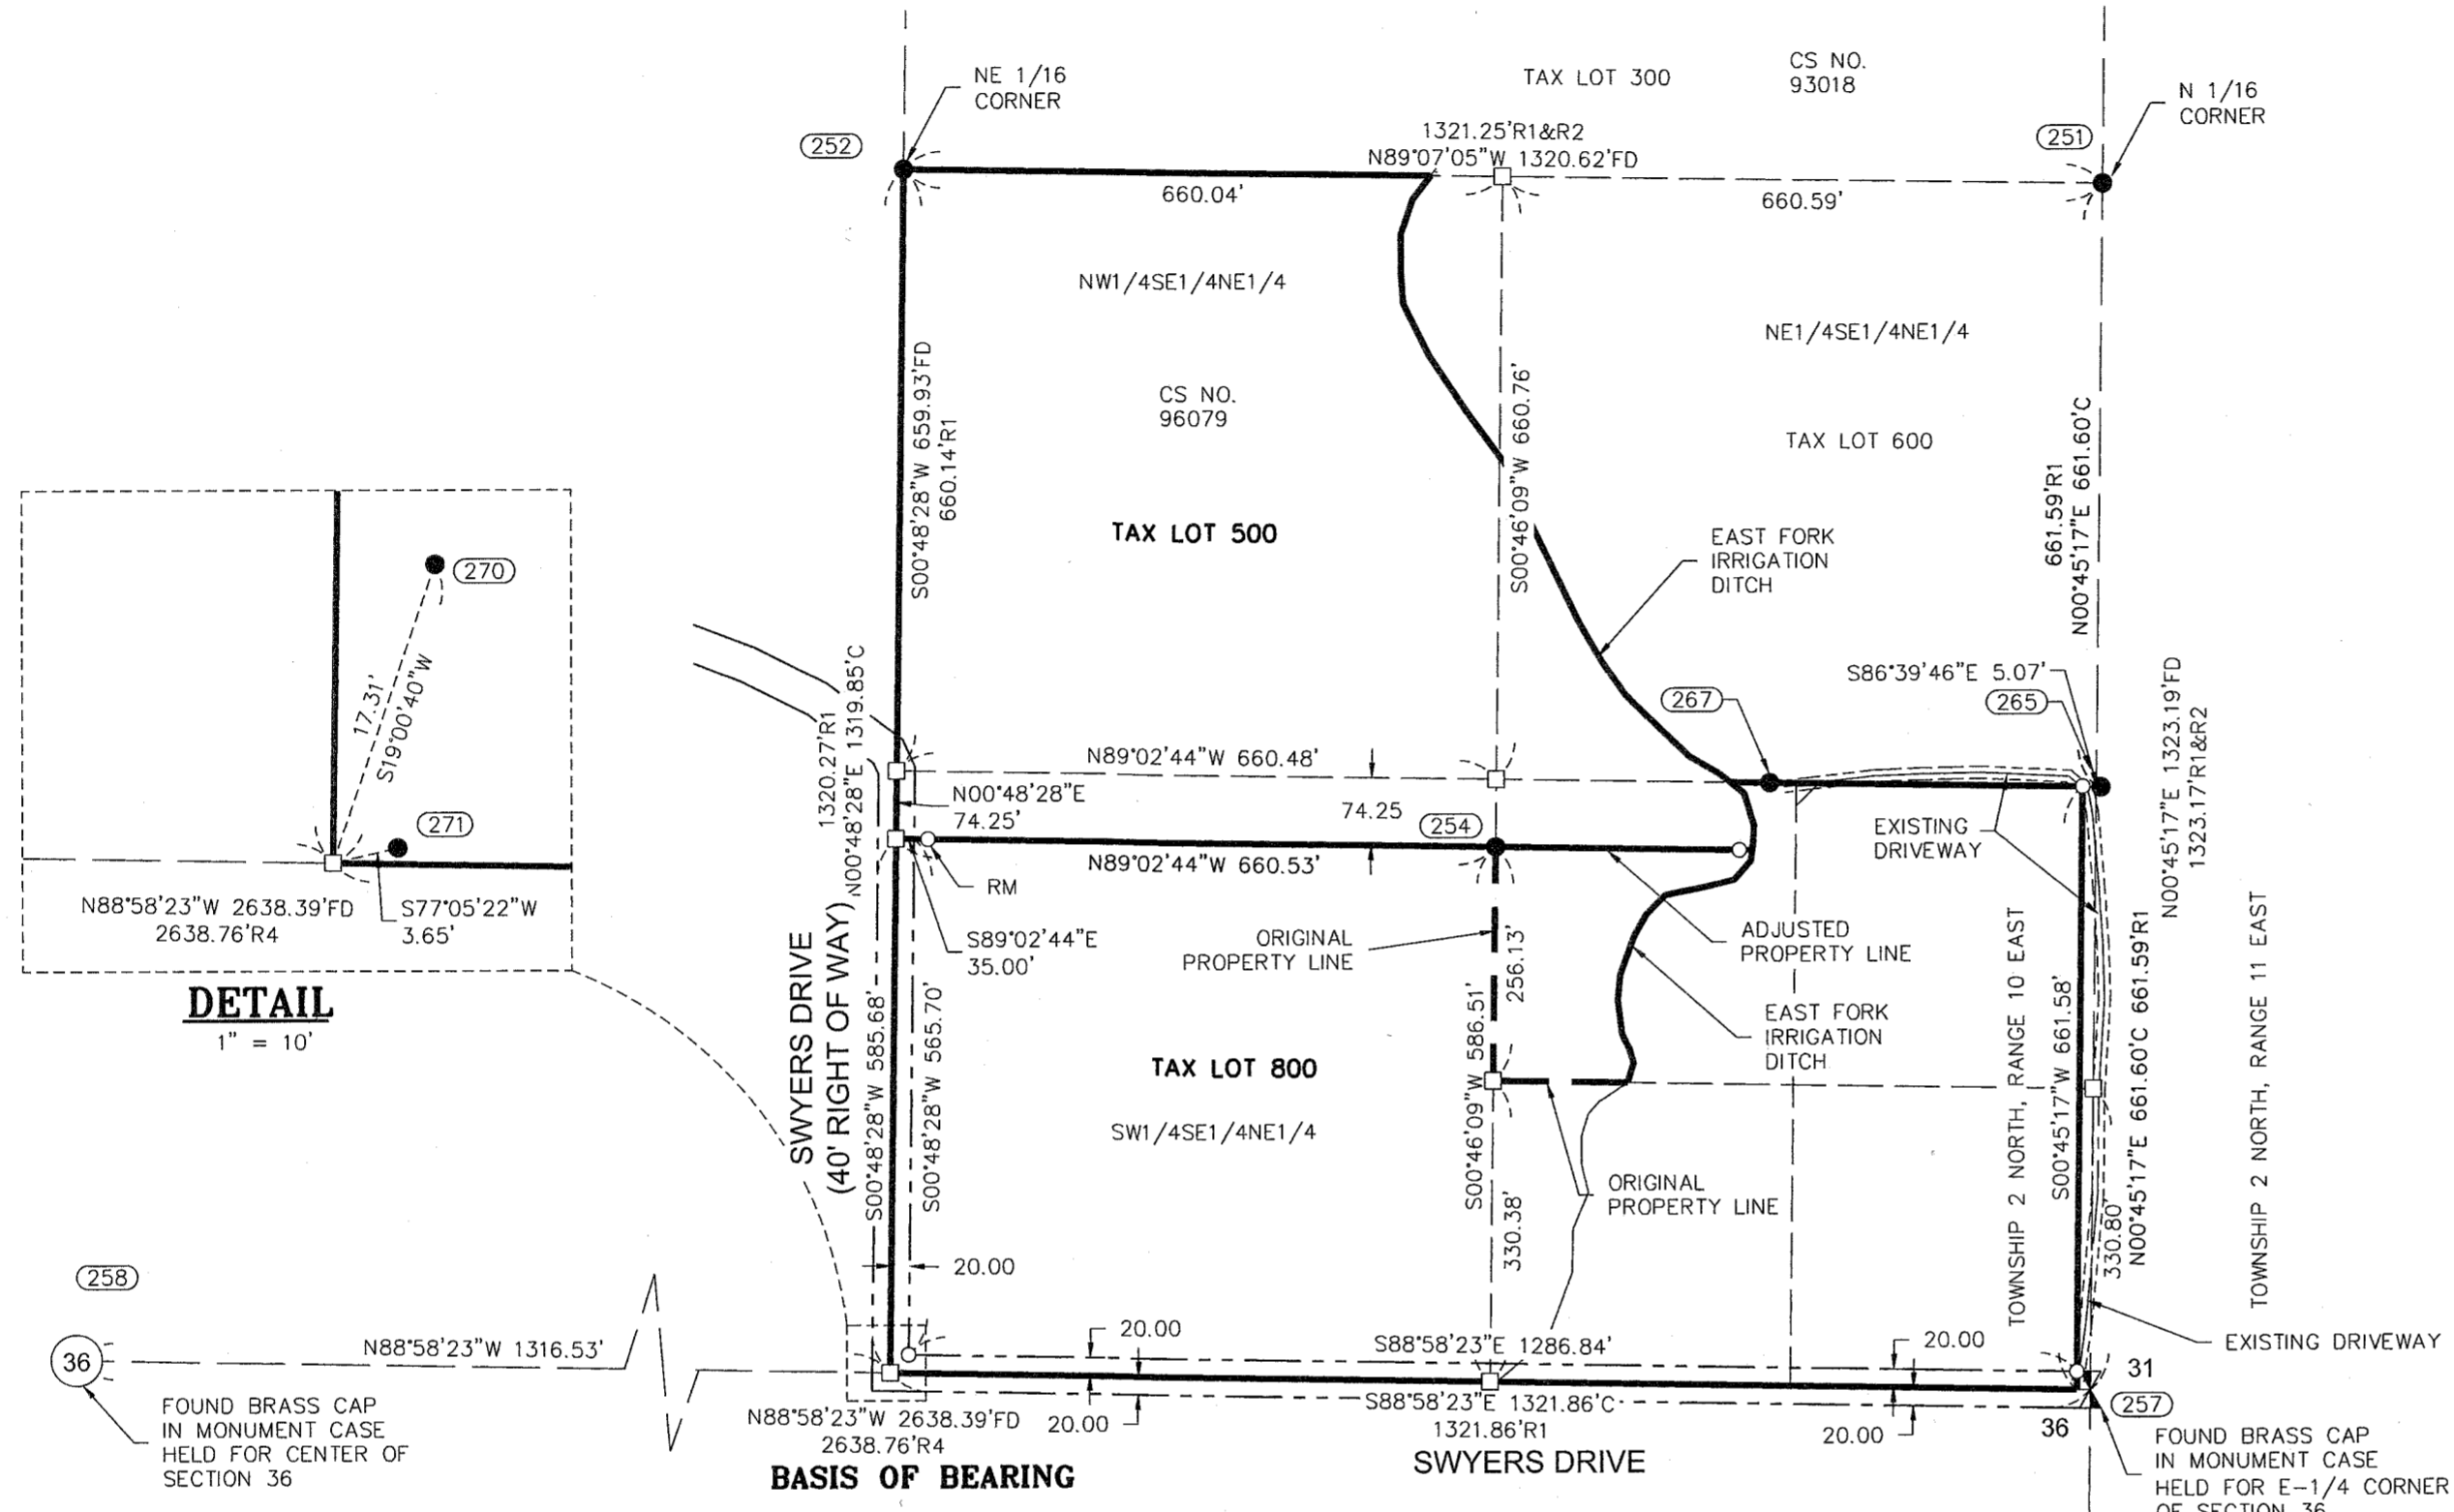 NE 1/16
CORNER
252
TAX LOT 300
CS NO.
93018
N 1/16
CORNER
251
1321.25'R1&R2
N89°07'05"W 1320.62'FD
660.04'
660.59'
NW1/4SE1/4NE1/4
NE1/4SE1/4NE1/4
CS NO.
96079
TAX LOT 500
TAX LOT 600
S00°48'28"W 659.93'FD
660.14'R1
S00°46'09"W 660.76'
661.59'R1
N00°45'17"E 661.60'C
EAST FORK
IRRIGATION
DITCH
S86°39'46"E 5.07'
265
267
N00°45'17"E 1323.19'FD
1323.17'R1&R2
270
17.31'
S19°00'40"W
271
N88°58'23"W 2638.39'FD
2638.76'R4
S77°05'22"W
3.65'
DETAIL
1" = 10'
1320.27'R1
N00°48'28"E 1319.85'C
N89°02'44"W 660.48'
N00°48'28"E
74.25'
74.25
254
N89°02'44"W 660.53'
RM
S89°02'44"E
35.00'
EXISTING
DRIVEWAY
ORIGINAL
PROPERTY LINE
ADJUSTED
PROPERTY LINE
256.13'
EAST FORK
IRRIGATION
DITCH
SWYERS DRIVE
(40' RIGHT OF WAY)
S00°48'28"W 585.68'
S00°48'28"W 565.70'
TAX LOT 800
SW1/4SE1/4NE1/4
S00°46'09"W 586.51'
330.38'
ORIGINAL
PROPERTY LINE
TOWNSHIP 2 NORTH, RANGE 10 EAST
S00°45'17"W 661.58'
330.80'
N00°45'17"E 661.60'C 661.59'R1
TOWNSHIP 2 NORTH, RANGE 11 EAST
20.00
258
36
N88°58'23"W 1316.53'
FOUND BRASS CAP
IN MONUMENT CASE
HELD FOR CENTER OF
SECTION 36
20.00
S88°58'23"E 1286.84'
20.00
EXISTING DRIVEWAY
31
257
36
N88°58'23"W 2638.39'FD
2638.76'R4
20.00
S88°58'23"E 1321.86'C
1321.86'R1
20.00
BASIS OF BEARING
SWYERS DRIVE
FOUND BRASS CAP
IN MONUMENT CASE
HELD FOR E-1/4 CORNER
OF SECTION 36